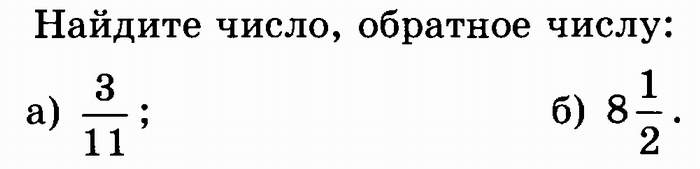 Найдите число, обратное числу:
а) 3/11; б) 8 1/2.